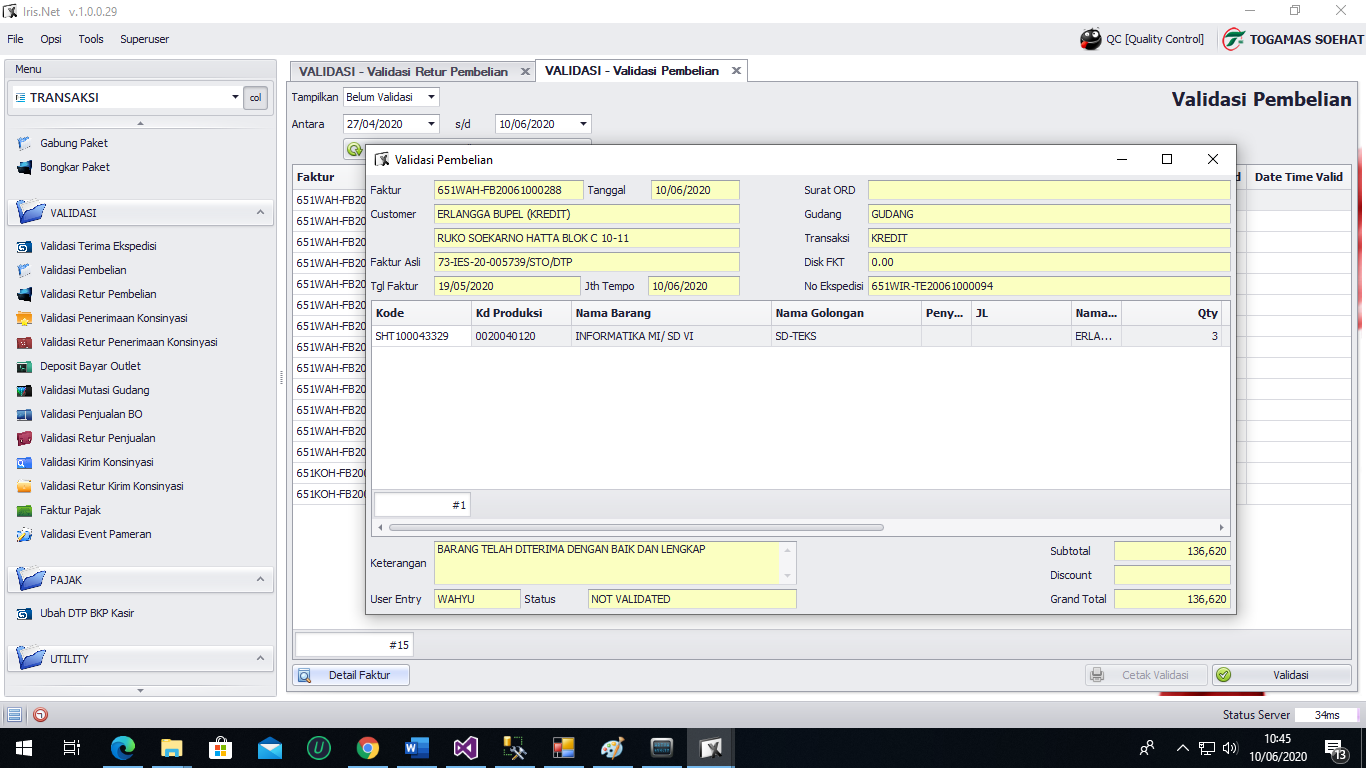 Iris.Net v.1.0.0.29
File Opsi Tools Superuser
QC [Quality Control]
TOGAMAS SOEHAT
Menu
TRANSAKSI
col
Gabung Paket
Bongkar Paket
VALIDASI
Validasi Terima Ekspedisi
Validasi Pembelian
Validasi Retur Pembelian
Validasi Penerimaan Konsinyasi
Validasi Retur Penerimaan Konsinyasi
Deposit Bayar Outlet
Validasi Mutasi Gudang
Validasi Penjualan BO
Validasi Retur Penjualan
Validasi Kirim Konsinyasi
Validasi Retur Kirim Konsinyasi
Faktur Pajak
Validasi Event Pameran
PAJAK
Ubah DTP BKP Kasir
UTILITY
VALIDASI - Validasi Retur Pembelian
VALIDASI - Validasi Pembelian
Tampilkan Belum Validasi
Validasi Pembelian
Antara 27/04/2020 s/d 10/06/2020
Faktur
d
Date Time Valid
651WAH-FB20
651WAH-FB20
651WAH-FB20
651WAH-FB20
651WAH-FB20
651WAH-FB20
651WAH-FB20
651WAH-FB20
651WAH-FB20
651WAH-FB20
651WAH-FB20
651WAH-FB20
651WAH-FB20
651KOH-FB200
651KOH-FB200
Validasi Pembelian
Faktur 651WAH-FB20061000288 Tanggal 10/06/2020 Surat ORD
Customer ERLANGGA BUPEL (KREDIT) Gudang GUDANG
RUKO SOEKARNO HATTA BLOK C 10-11 Transaksi KREDIT
Faktur Asli 73-IES-20-005739/STO/DTP Disk FKT 0.00
Tgl Faktur 19/05/2020 Jth Tempo 10/06/2020 No Ekspedisi 651WIR-TE20061000094
Kode Kd Produksi Nama Barang Nama Golongan Peny... JL Nama... Qty
SHT100043329 0020040120 INFORMATIKA MI/ SD VI SD-TEKS ERLA... 3
#1
Keterangan BARANG TELAH DITERIMA DENGAN BAIK DAN LENGKAP
Subtotal 136,620
Discount
User Entry WAHYU Status NOT VALIDATED Grand Total 136,620
#15
Detail Faktur
Cetak Validasi
Validasi
Status Server 34ms
10:45
10/06/2020
13